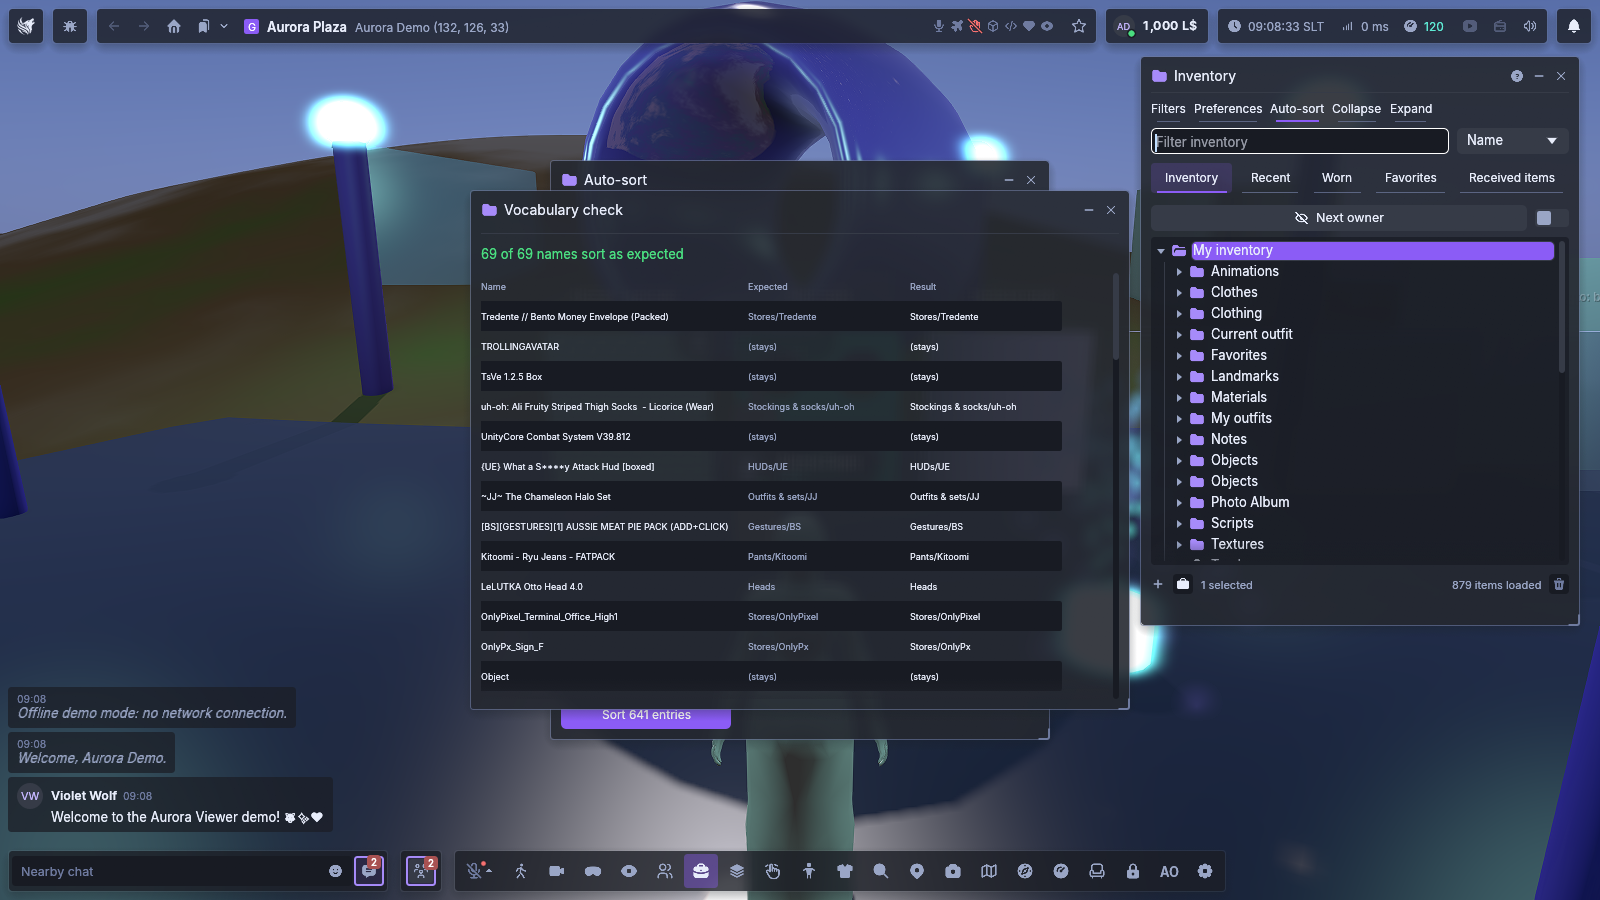 G Aurora Plaza Aurora Demo (132, 126, 33)
AD 1,000 L$
09:08:33 SLT 0 ms 120
Inventory
Filters Preferences Auto-sort Collapse Expand
Filter inventory Name
Inventory Recent Worn Favorites Received items
Next owner
My inventory
Animations
Clothes
Clothing
Current outfit
Favorites
Landmarks
Materials
My outfits
Notes
Objects
Objects
Photo Album
Scripts
Textures
1 selected 879 items loaded
Auto-sort
Vocabulary check
69 of 69 names sort as expected
Name Expected Result
Tredente // Bento Money Envelope (Packed) Stores/Tredente Stores/Tredente
TROLLINGAVATAR (stays) (stays)
TsVe 1.2.5 Box (stays) (stays)
uh-oh: Ali Fruity Striped Thigh Socks  - Licorice (Wear) Stockings & socks/uh-oh Stockings & socks/uh-oh
UnityCore Combat System V39.812 (stays) (stays)
{UE} What a S****y Attack Hud [boxed] HUDs/UE HUDs/UE
~JJ~ The Chameleon Halo Set Outfits & sets/JJ Outfits & sets/JJ
[BS][GESTURES][1] AUSSIE MEAT PIE PACK (ADD+CLICK) Gestures/BS Gestures/BS
Kitoomi - Ryu Jeans - FATPACK Pants/Kitoomi Pants/Kitoomi
LeLUTKA Otto Head 4.0 Heads Heads
OnlyPixel_Terminal_Office_High1 Stores/OnlyPixel Stores/OnlyPixel
OnlyPx_Sign_F Stores/OnlyPx Stores/OnlyPx
Object (stays) (stays)
Sort 641 entries
09:08
Offline demo mode: no network connection.
09:08
Welcome, Aurora Demo.
VW Violet Wolf 09:08
Welcome to the Aurora Viewer demo!
Nearby chat 2 2 AO